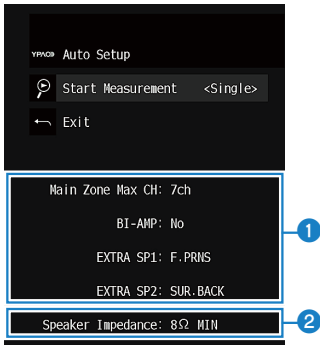 YPAO Auto Setup
Start Measurement <Single>
Exit
Main Zone Max CH: 7ch
BI-AMP: No
EXTRA SP1: F.PRNS
EXTRA SP2: SUR.BACK
1
Speaker Impedance: 8Ω MIN
2